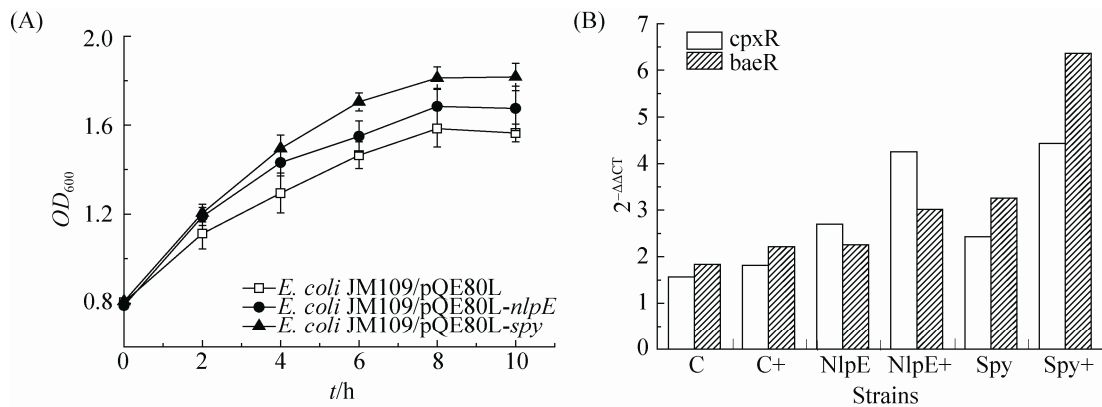 (A)
2.0
1.6
1.2
0.8
OD600
E. coli JM109/pQE80L
E. coli JM109/pQE80L-nlpE
E. coli JM109/pQE80L-spy
0 2 4 6 8 10
t/h
(B)
7
6
5
4
3
2
1
0
2−ΔΔCT
cpxR
baeR
C C+ NlpE NlpE+ Spy Spy+
Strains